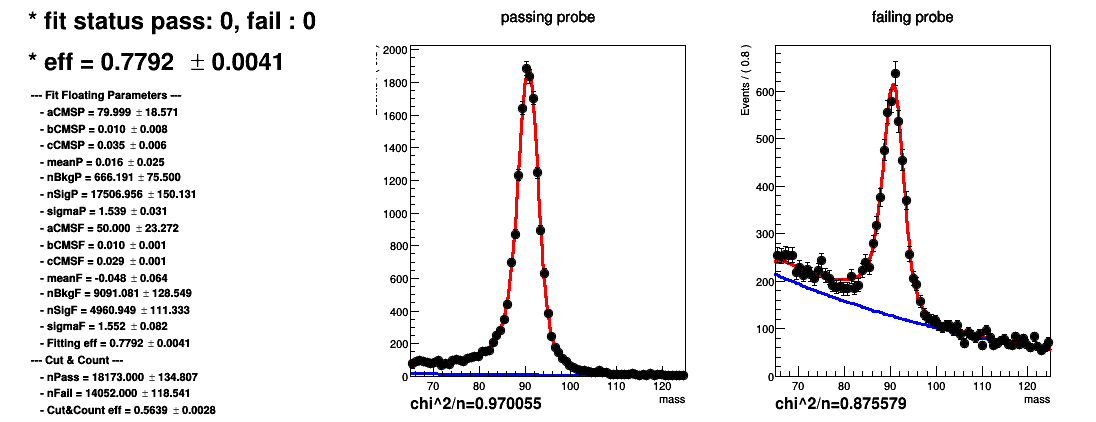 * fit status pass: 0, fail : 0
* eff = 0.7792 ± 0.0041
--- Fit Floating Parameters ---
- aCMSP = 79.999 ± 18.571
- bCMSP = 0.010 ± 0.008
- cCMSP = 0.035 ± 0.006
- meanP = 0.016 ± 0.025
- nBkgP = 666.191 ± 75.500
- nSigP = 17506.956 ± 150.131
- sigmaP = 1.539 ± 0.031
- aCMSF = 50.000 ± 23.272
- bCMSF = 0.010 ± 0.001
- cCMSF = 0.029 ± 0.001
- meanF = -0.048 ± 0.064
- nBkgF = 9091.081 ± 128.549
- nSigF = 4960.949 ± 111.333
- sigmaF = 1.552 ± 0.082
- Fitting eff = 0.7792 ± 0.0041
--- Cut & Count ---
- nPass = 18173.000 ± 134.807
- nFail = 14052.000 ± 118.541
- Cut&Count eff = 0.5639 ± 0.0028
passing probe
2000
1800
1600
1400
1200
1000
800
600
400
200
0
70 80 90 100 110 120
mass
chi^2/n=0.970055
failing probe
Events / ( 0.8 )
600
500
400
300
200
100
0
70 80 90 100 110 120
mass
chi^2/n=0.875579